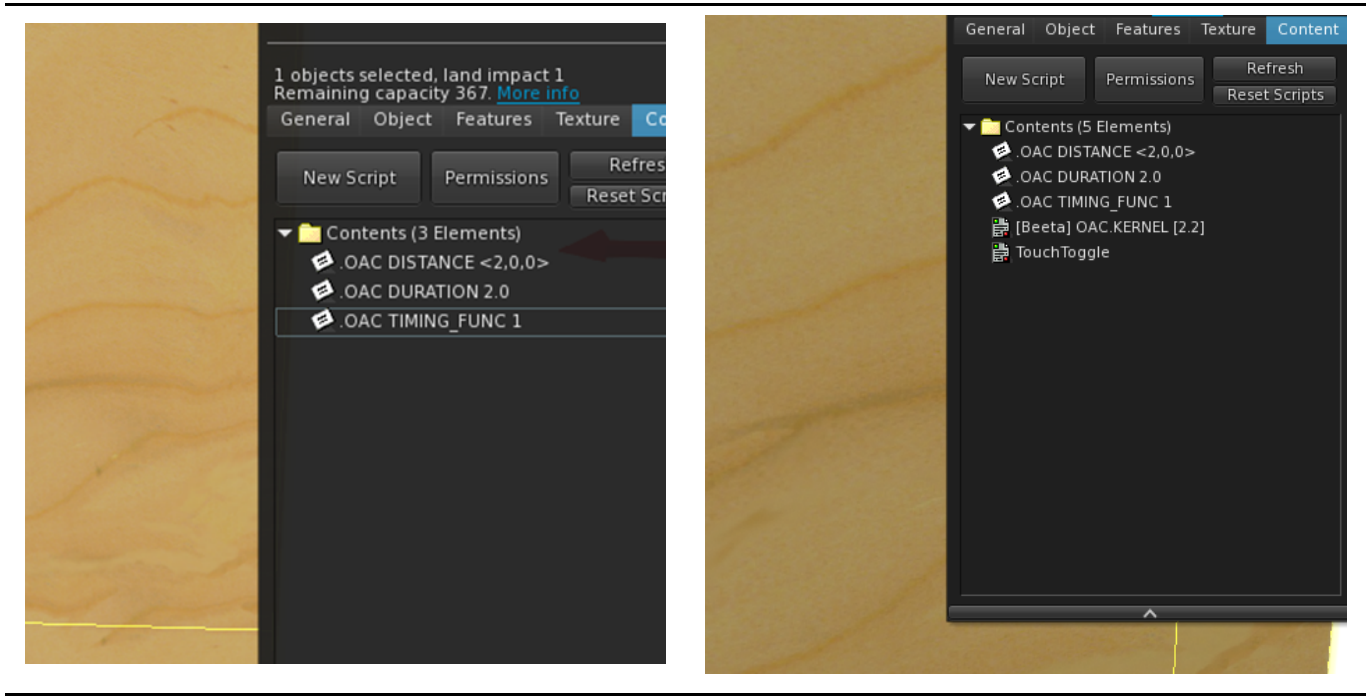 1 objects selected, land impact 1
Remaining capacity 367. More info
General Object Features Texture Co
New Script Permissions Refres
Reset Scr
Contents (3 Elements)
.OAC DISTANCE <2,0,0>
.OAC DURATION 2.0
.OAC TIMING_FUNC 1
General Object Features Texture Content
New Script Permissions Refresh
Reset Scripts
Contents (5 Elements)
.OAC DISTANCE <2,0,0>
.OAC DURATION 2.0
.OAC TIMING_FUNC 1
[Beeta] OAC.KERNEL [2.2]
TouchToggle